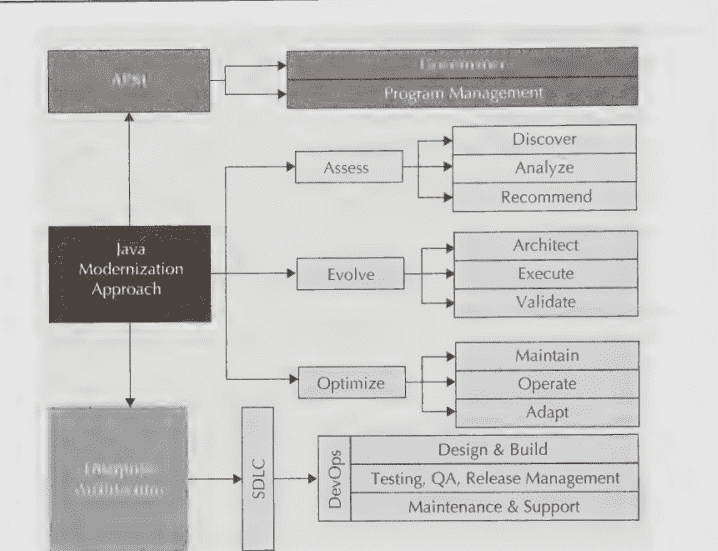 Program Management
Discover
Assess
Analyze
Recommend
Java
Modernization
Approach
Architect
Evolve
Execute
Validate
Maintain
Optimize
Operate
Adapt
SDLC
DevOps
Design & Build
Testing, QA, Release Management
Maintenance & Support